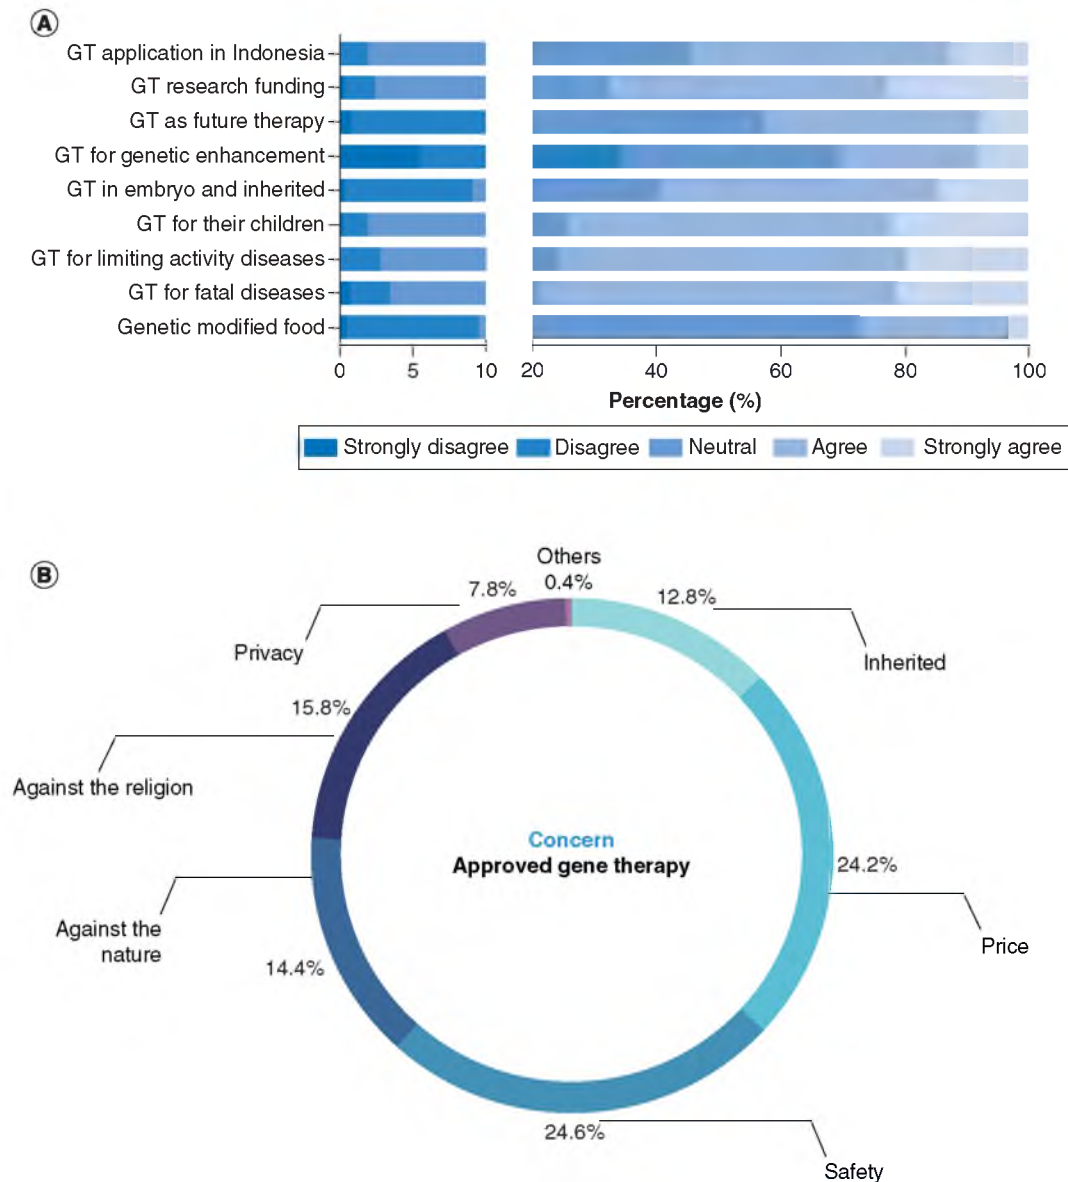 A
GT application in Indonesia
GT research funding
GT as future therapy
GT for genetic enhancement
GT in embryo and inherited
GT for their children
GT for limiting activity diseases
GT for fatal diseases
Genetic modified food
0 5 10 20 40 60 80 100
Percentage (%)
Strongly disagree Disagree Neutral Agree Strongly agree
B
Others
7.8% 0.4% 12.8%
Privacy
Inherited
15.8%
Against the religion
Concern
Approved gene therapy
24.2%
Against the
nature
Price
14.4%
24.6%
Safety